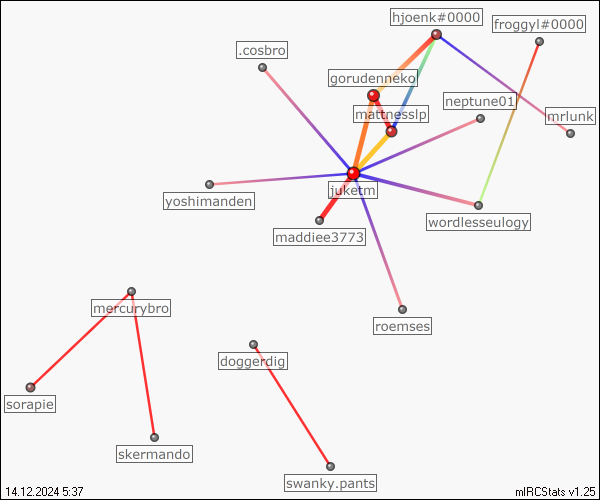 hjoenk#0000
froggyl#0000
.cosbro
gorudenneko
neptune01
mattnesslp
mrlunk
juketm
yoshimanden
wordlesseulogy
maddiee3773
mercurybro
roemses
doggerdig
sorapie
skermando
swanky.pants
14.12.2024 5:37
mIRCStats v1.25